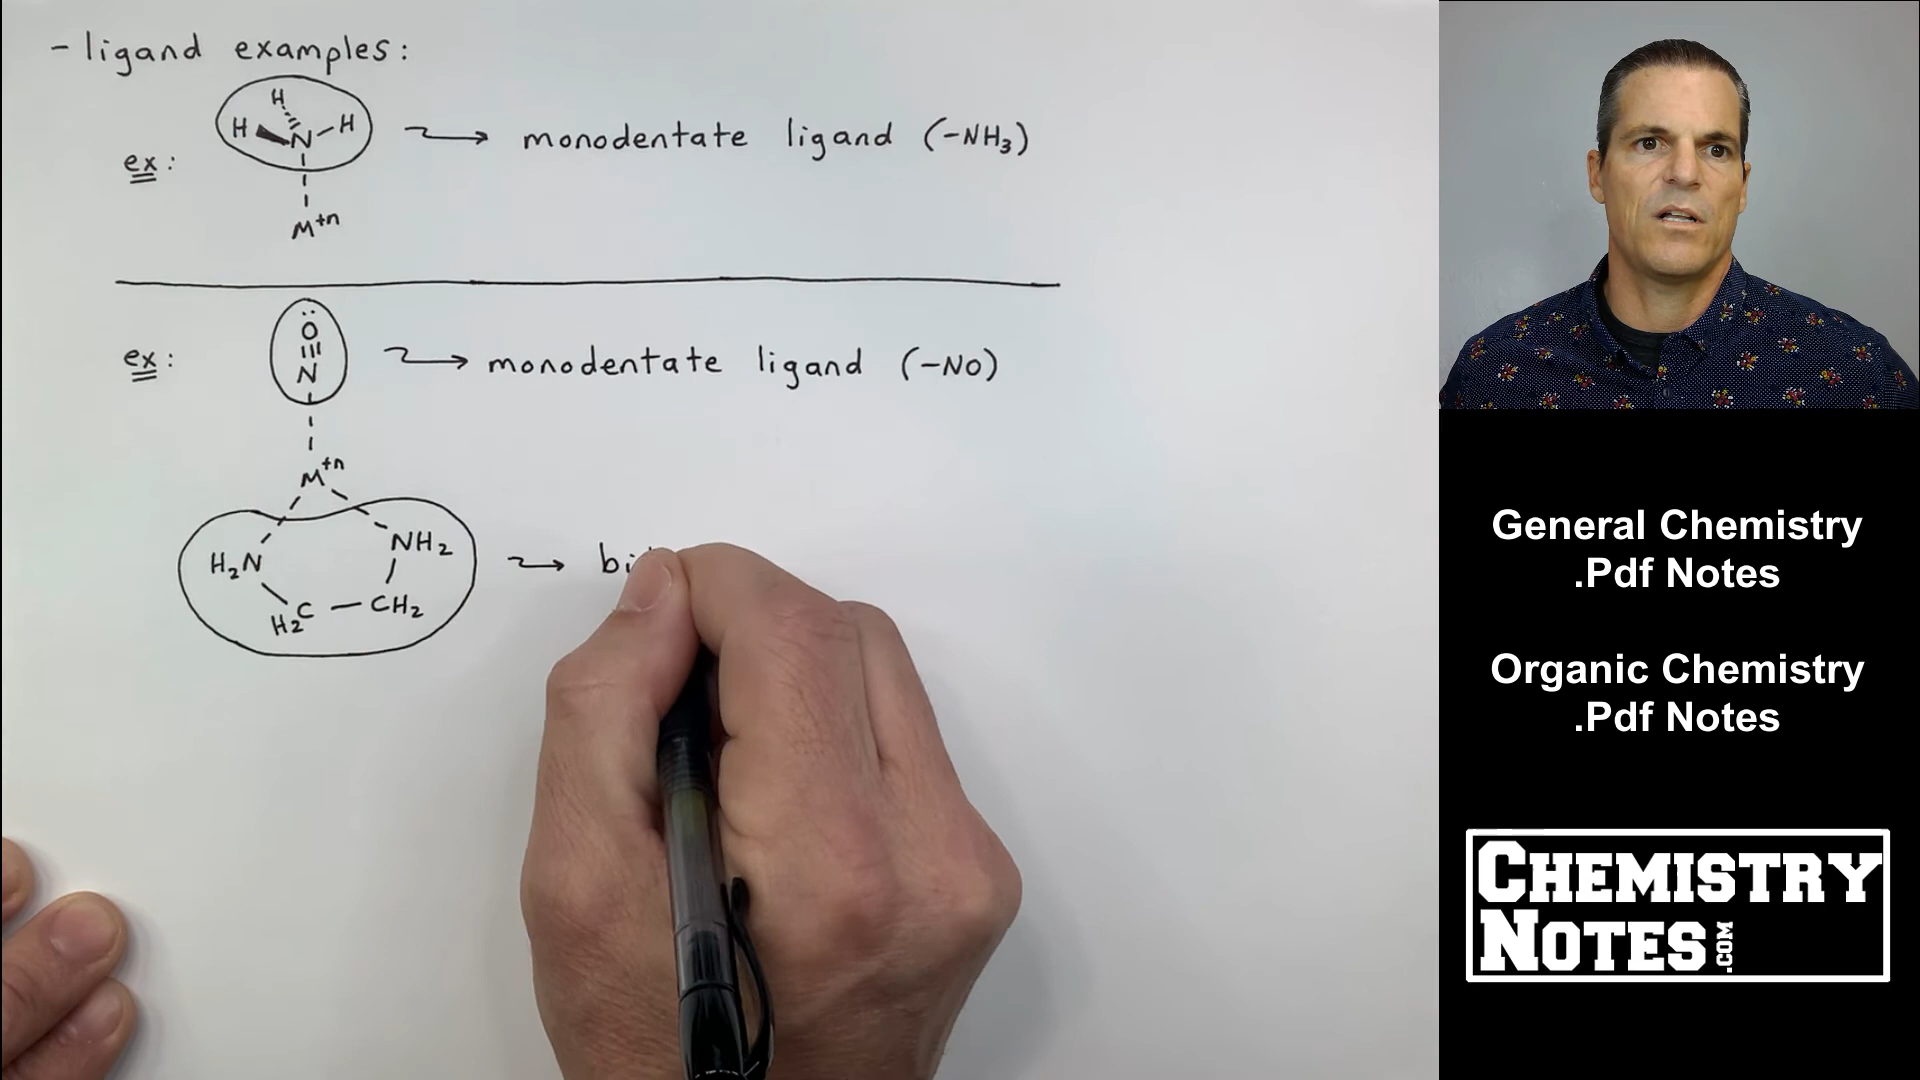 - ligand examples:
ex:
H
H N H
M+n
monodentate ligand (-NH3)
ex:
O
N
monodentate ligand (-NO)
M+n
H2N
NH2
H2C
CH2
bi
General Chemistry
.Pdf Notes
Organic Chemistry
.Pdf Notes
CHEMISTRY
NOTES.COM